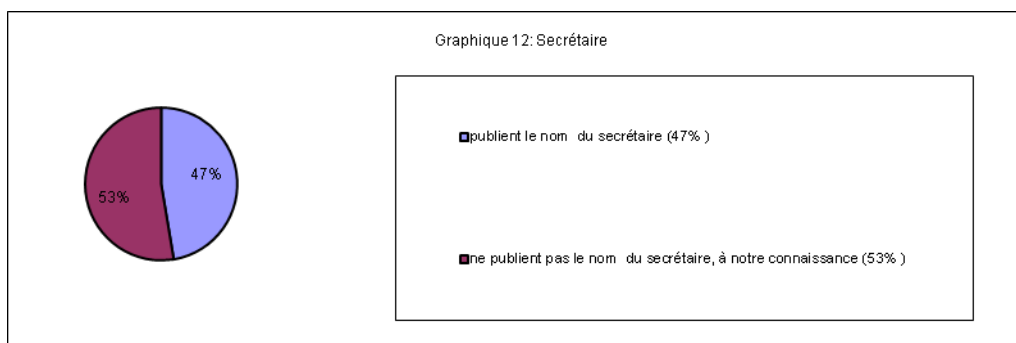 Graphique 12: Secrétaire
publient le nom du secrétaire (47% )
47%
53%
ne publient pas le nom du secrétaire, à notre connaissance (53% )